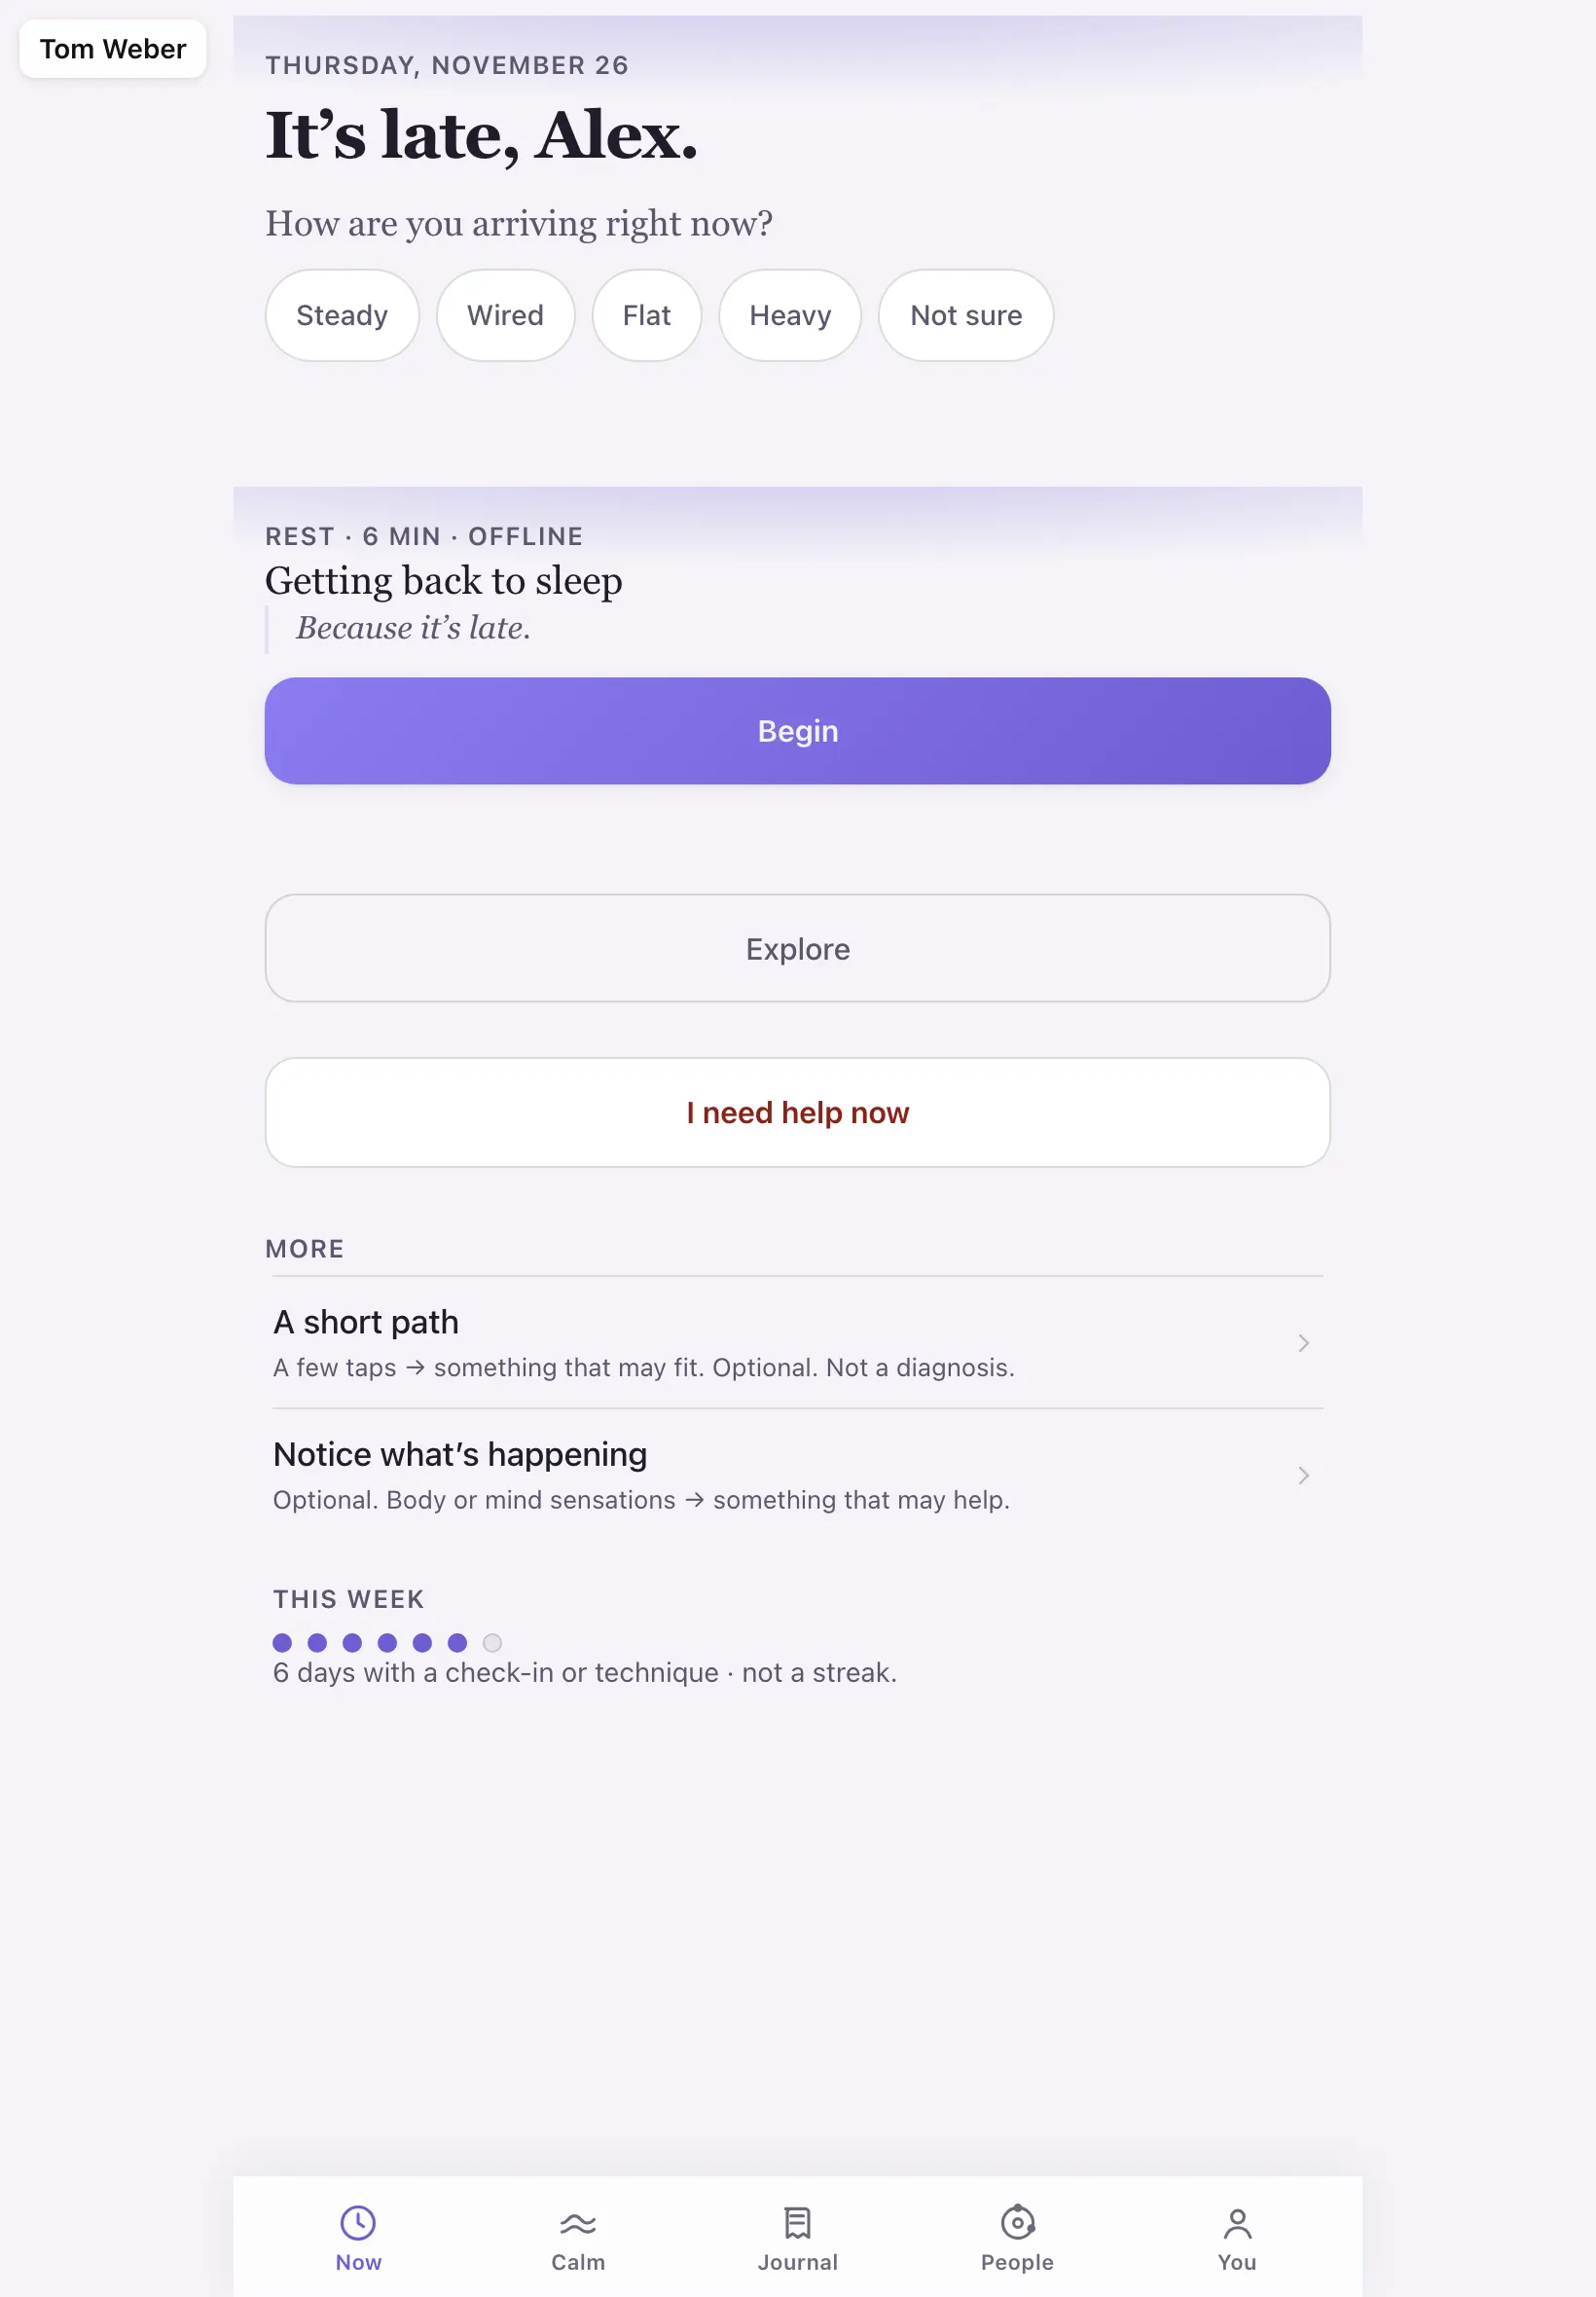 Tom Weber
THURSDAY, NOVEMBER 26
It’s late, Alex.
How are you arriving right now?
Steady Wired Flat Heavy Not sure
REST · 6 MIN · OFFLINE
Getting back to sleep
Because it’s late.
Begin
Explore
I need help now
MORE
A short path
A few taps → something that may fit. Optional. Not a diagnosis.
Notice what’s happening
Optional. Body or mind sensations → something that may help.
THIS WEEK
6 days with a check-in or technique · not a streak.
Now Calm Journal People You